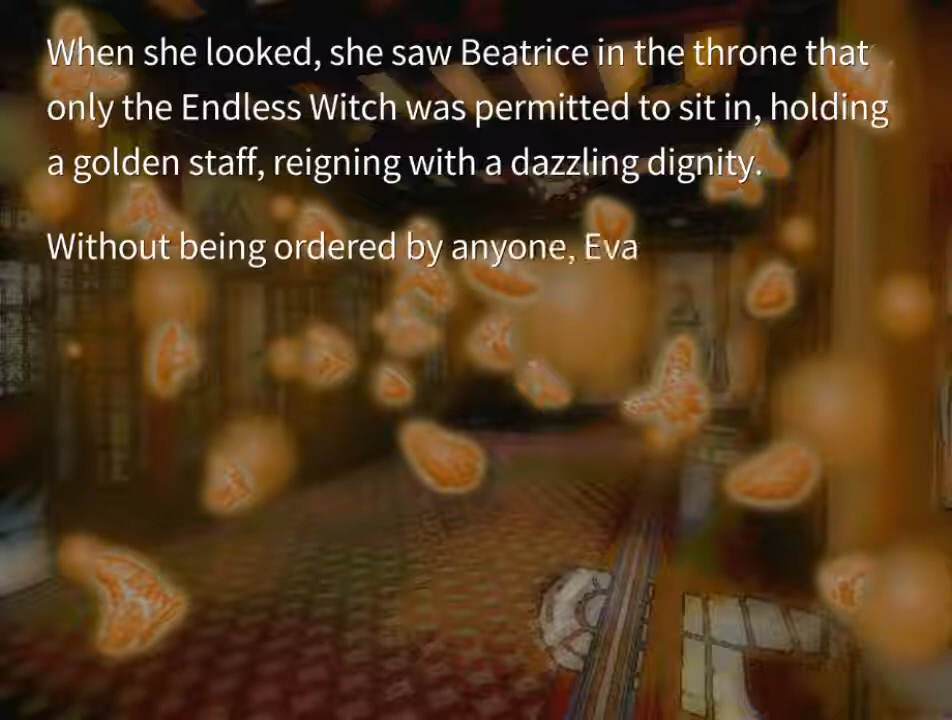 When she looked, she saw Beatrice in the throne that
only the Endless Witch was permitted to sit in, holding
a golden staff, reigning with a dazzling dignity.
Without being ordered by anyone, Eva